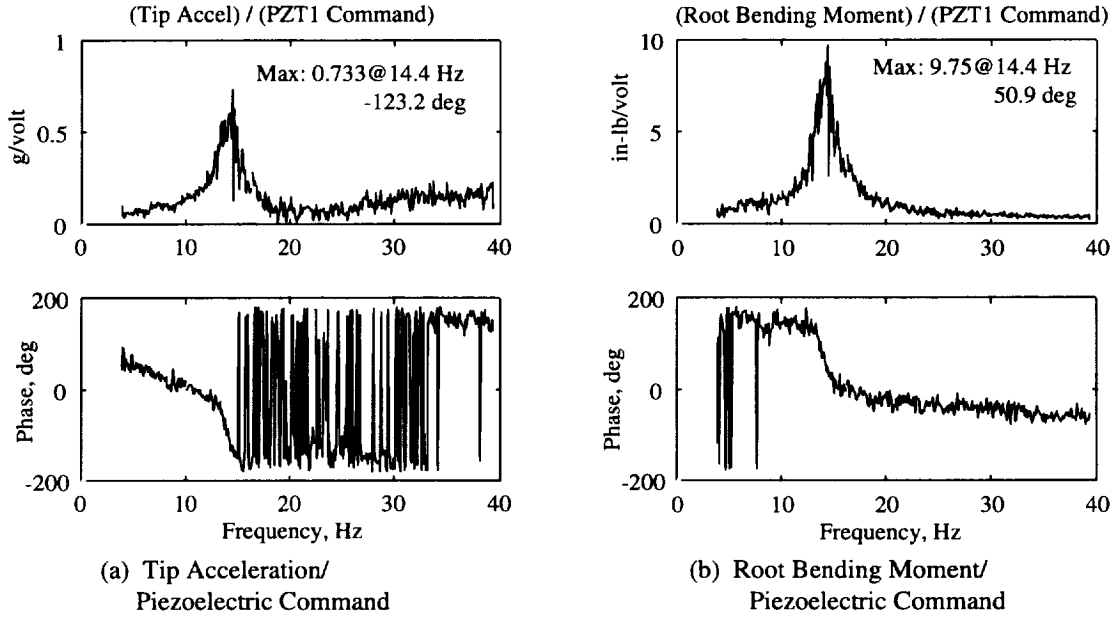 (Tip Accel) / (PZT1 Command)
1
Max: 0.733@14.4 Hz
-123.2 deg
0.5
g/volt
0
0 10 20 30 40
200
0
Phase, deg
-200
0 10 20 30 40
Frequency, Hz
(a) Tip Acceleration/
Piezoelectric Command
(Root Bending Moment) / (PZT1 Command)
10
Max: 9.75@14.4 Hz
50.9 deg
5
in-lb/volt
0
0 10 20 30 40
200
0
Phase, deg
-200
0 10 20 30 40
Frequency, Hz
(b) Root Bending Moment/
Piezoelectric Command